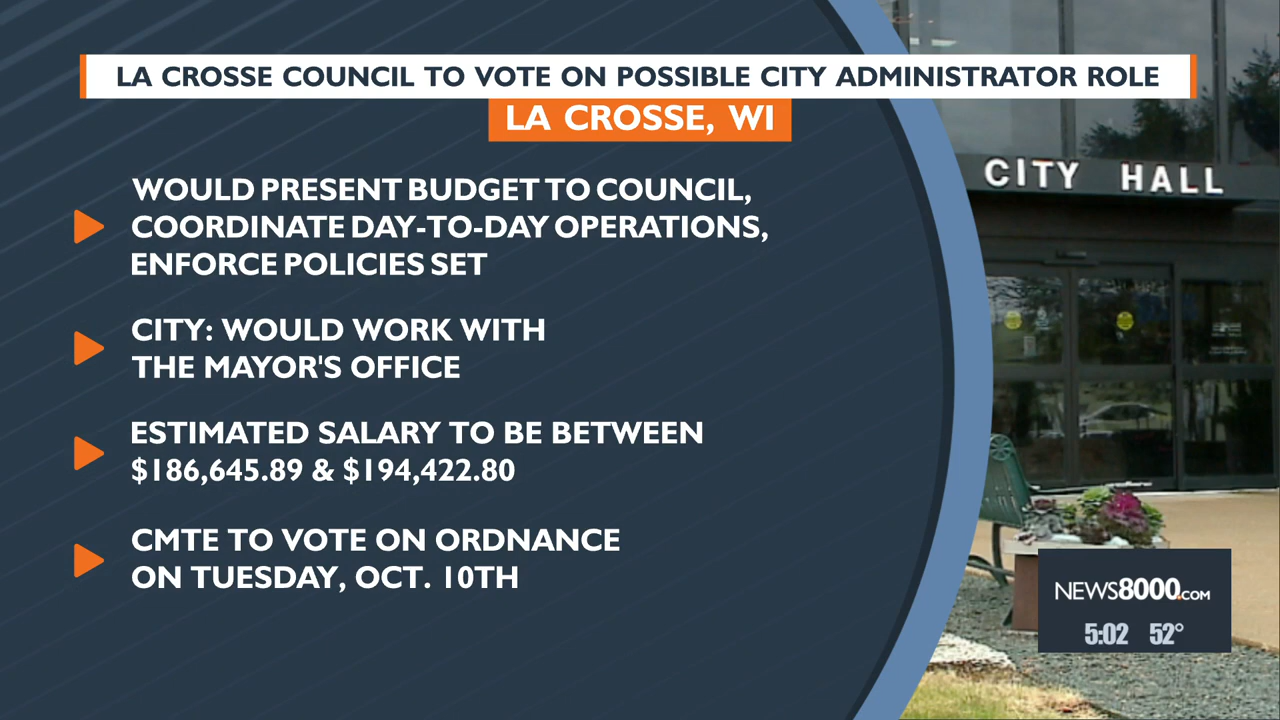 LA CROSSE COUNCIL TO VOTE ON POSSIBLE CITY ADMINISTRATOR ROLE
LA CROSSE, WI
WOULD PRESENT BUDGET TO COUNCIL,
COORDINATE DAY-TO-DAY OPERATIONS,
ENFORCE POLICIES SET
CITY: WOULD WORK WITH
THE MAYOR'S OFFICE
ESTIMATED SALARY TO BE BETWEEN
$186,645.89 & $194,422.80
CMTE TO VOTE ON ORDNANCE
ON TUESDAY, OCT. 10TH
CITY HALL
NEWS8000.COM
5:02 52°